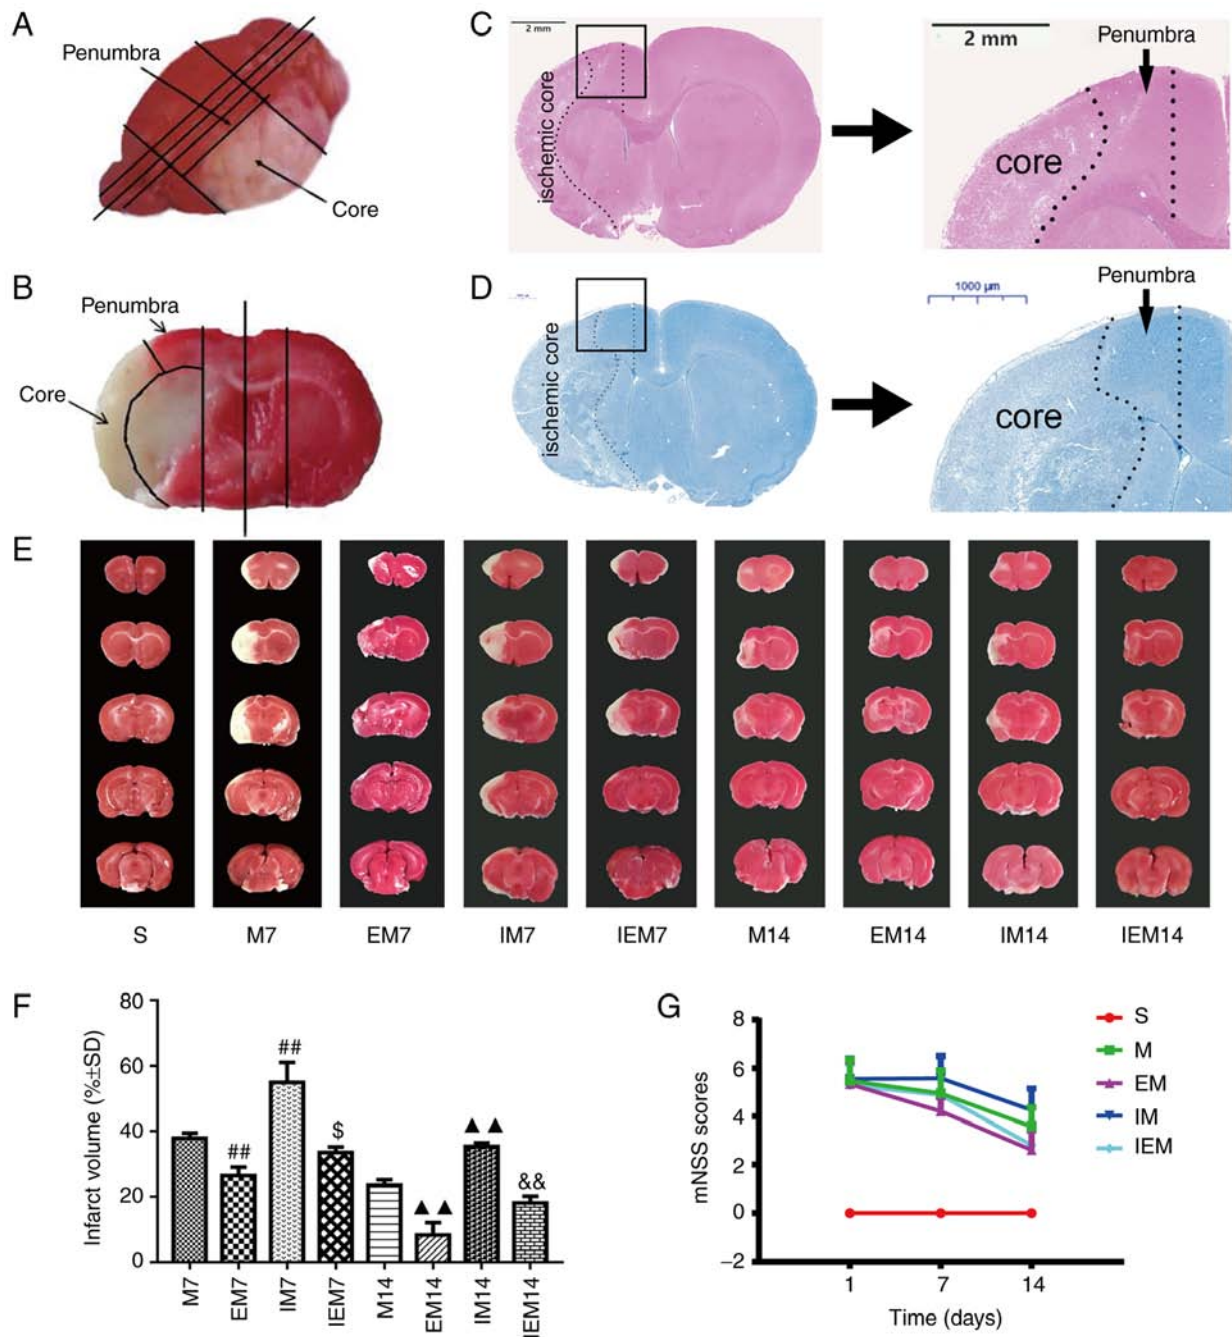 A
Penumbra
Core
B
Penumbra
Core
C
2 mm
ischemic core
2 mm
Penumbra
core
D
ischemic core
1000 µm
Penumbra
core
E
S M7 EM7 IM7 IEM7 M14 EM14 IM14 IEM14
F
Infarct volume (%±SD)
80
60
40
20
0
## ## $ ▲▲ ▲▲ &&
M7 EM7 IM7 IEM7 M14 EM14 IM14 IEM14
G
mNSS scores
8
6
4
2
0
−2
1 7 14
Time (days)
S
M
EM
IM
IEM